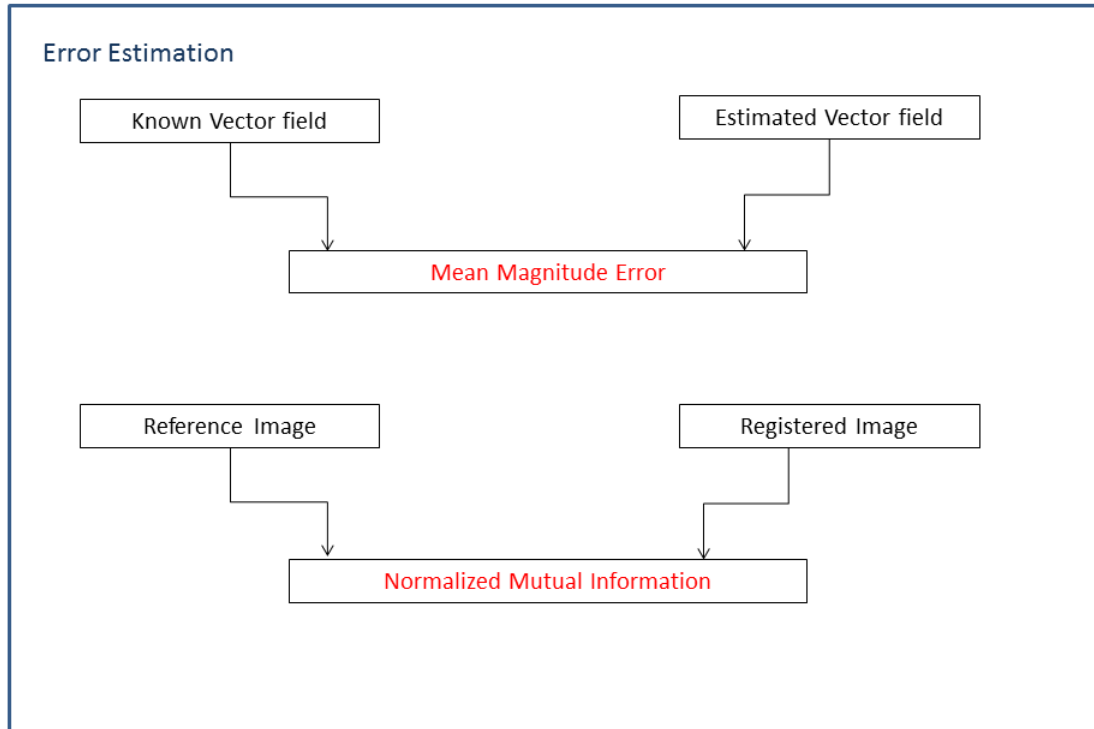 Error Estimation
Known Vector field
Estimated Vector field
Mean Magnitude Error
Reference Image
Registered Image
Normalized Mutual Information